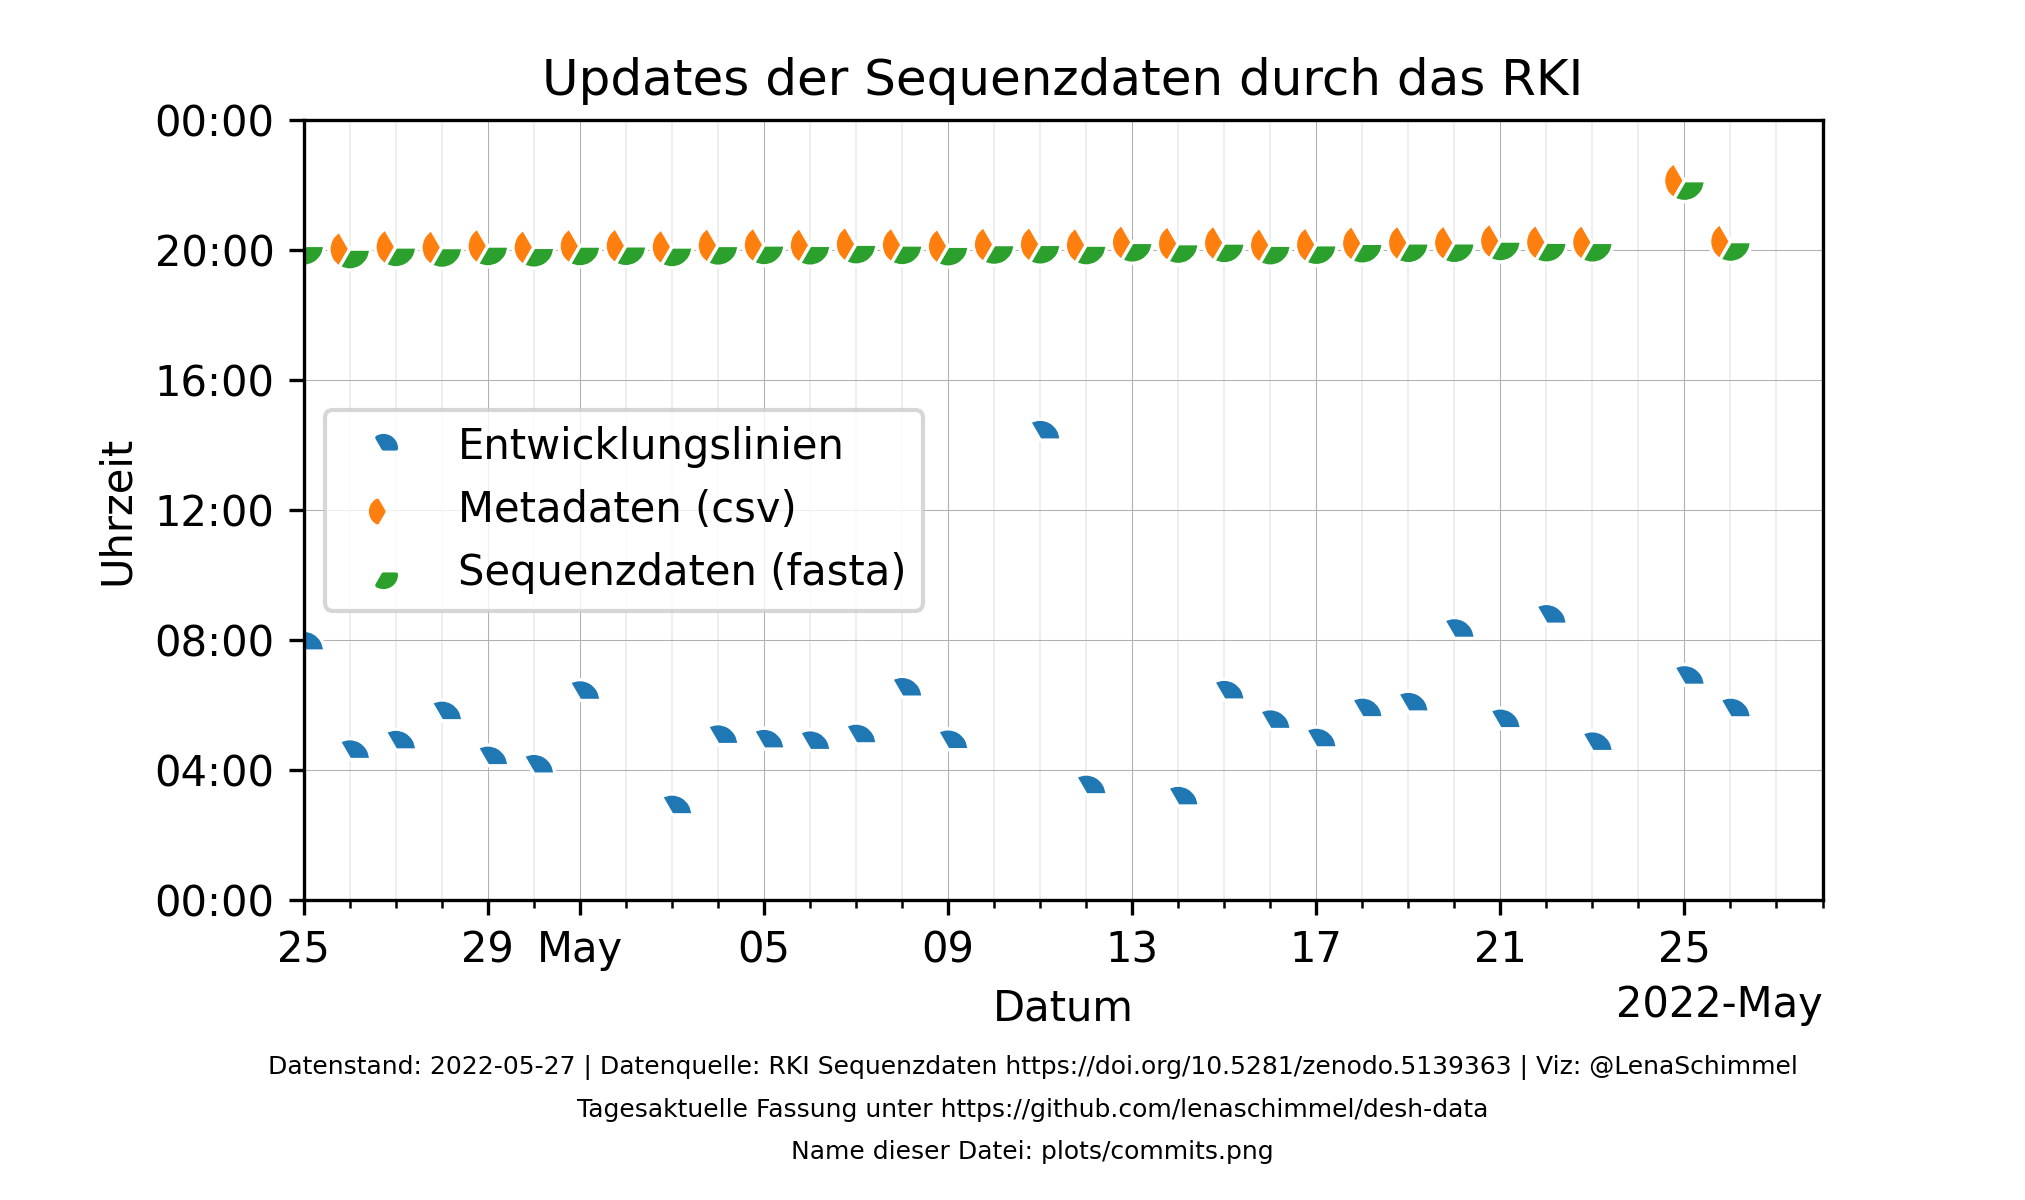 Updates der Sequenzdaten durch das RKI
00:00
20:00
16:00
12:00
08:00
04:00
00:00
Uhrzeit
Entwicklungslinien
Metadaten (csv)
Sequenzdaten (fasta)
25 29 May 05 09 13 17 21 25
Datum
2022-May
Datenstand: 2022-05-27 | Datenquelle: RKI Sequenzdaten https://doi.org/10.5281/zenodo.5139363 | Viz: @LenaSchimmel
Tagesaktuelle Fassung unter https://github.com/lenaschimmel/desh-data
Name dieser Datei: plots/commits.png